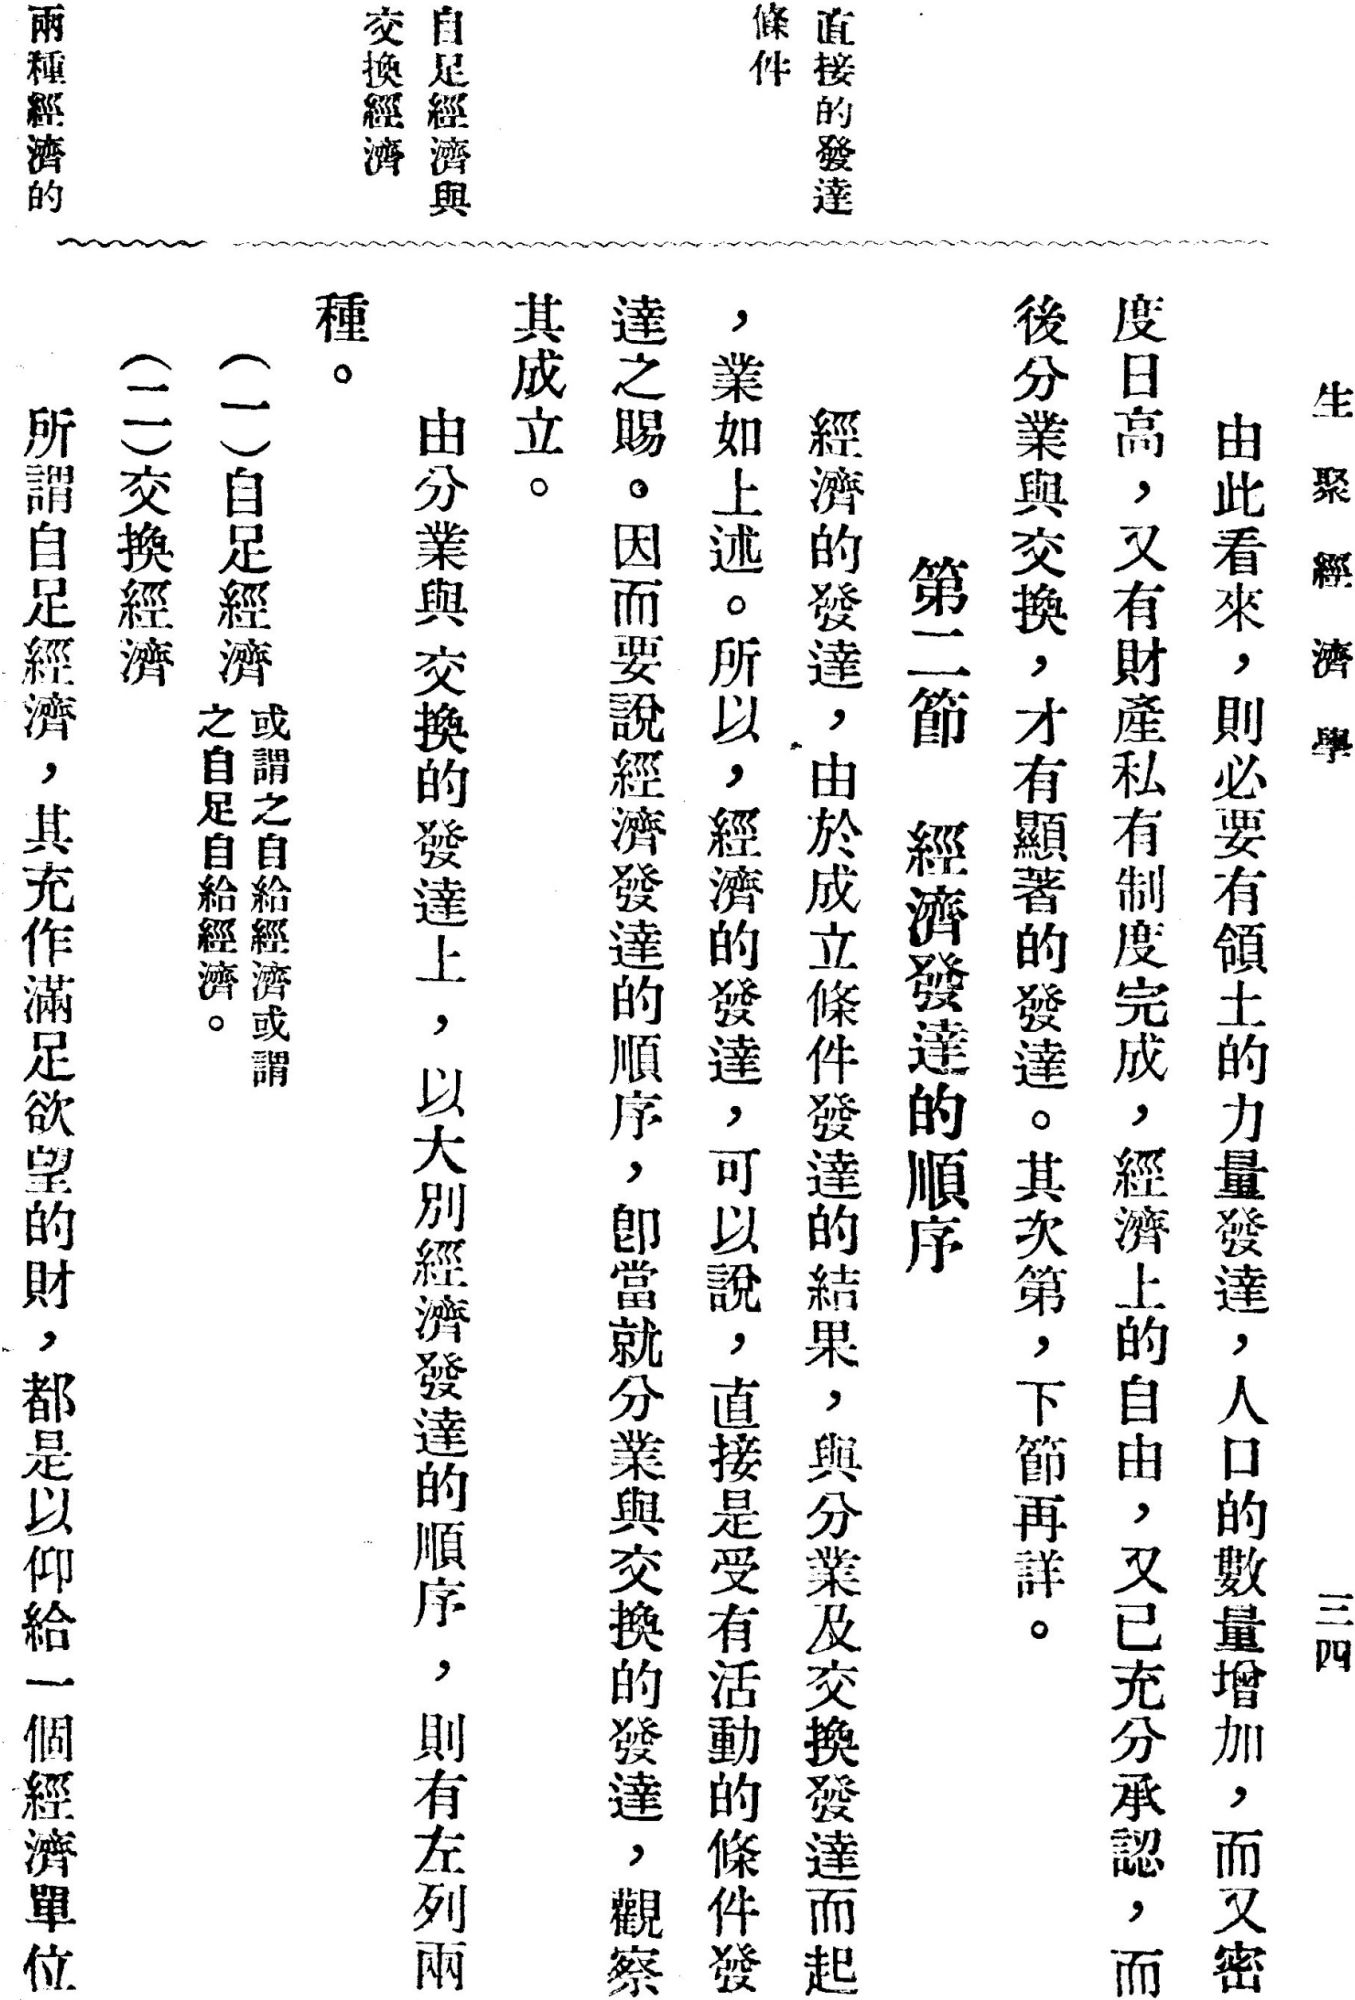 生聚經濟學
三四
由此看來，則必要有領土的力量發達，人口的數量增加，而又密
度日高，又有財產私有制度完成，經濟上的自由，又已充分承認，而
後分業與交換，才有顯著的發達。其次第，下節再詳。
第二節　經濟發達的順序
直接的發達
條件
經濟的發達，由於成立條件發達的結果，與分業及交換發達而起
，業如上述。所以，經濟的發達，可以說，直接是受有活動的條件發
達之賜。因而要說經濟發達的順序，卽當就分業與交換的發達，觀察
其成立。
自足經濟與
交換經濟
由分業與交換的發達上，以大別經濟發達的順序，則有左列兩
種。
（一）自足經濟
或謂之自給經濟或謂
之自足自給經濟。
（二）交換經濟
兩種經濟的
所謂自足經濟，其充作滿足欲望的財，都是以仰給一個經濟單位